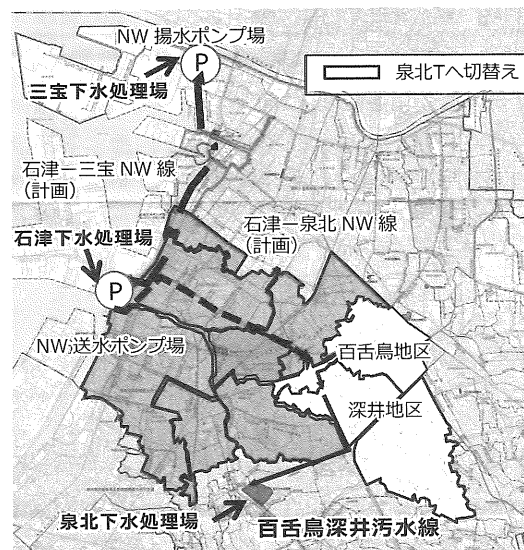 NW 揚水ポンプ場
P
泉北Tへ切替え
三宝下水処理場
石津ー三宝 NW 線
(計画)
石津ー泉北 NW 線
(計画)
石津下水処理場
P
NW 送水ポンプ場
百舌鳥地区
深井地区
泉北下水処理場
百舌鳥深井汚水線